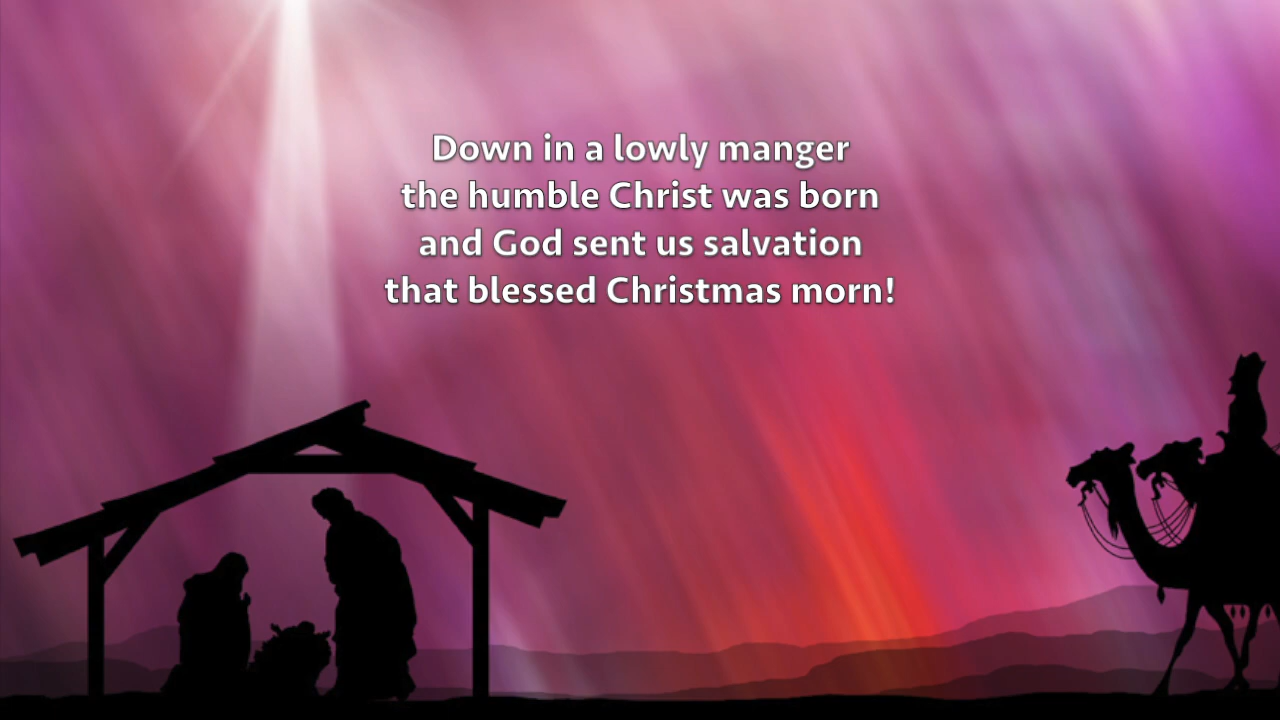 Down in a lowly manger
the humble Christ was born
and God sent us salvation
that blessed Christmas morn!